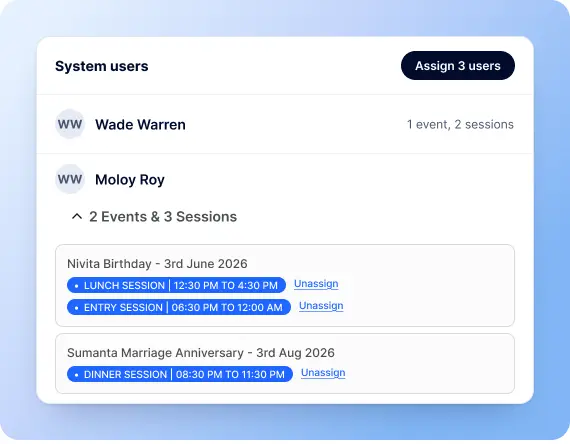 System users
Assign 3 users
WW
Wade Warren
1 event, 2 sessions
WW
Moloy Roy
2 Events & 3 Sessions
Nivita Birthday - 3rd June 2026
• LUNCH SESSION | 12:30 PM TO 4:30 PM
Unassign
• ENTRY SESSION | 06:30 PM TO 12:00 AM
Unassign
Sumanta Marriage Anniversary - 3rd Aug 2026
• DINNER SESSION | 08:30 PM TO 11:30 PM
Unassign